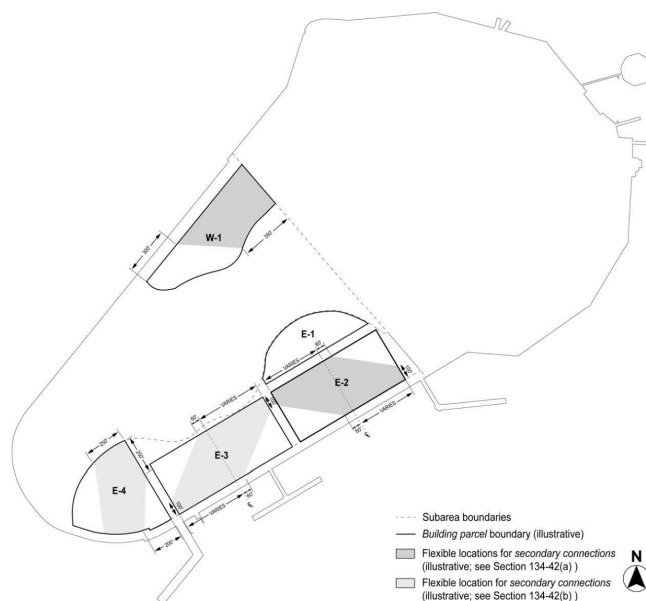 W-1
300'
350'
E-1
60'
VARIES
E-2
100'
VARIES
60'
VARIES
60'
E-3
100'
VARIES
60'
250'
250'
E-4
200'
Subarea boundaries
Building parcel boundary (illustrative)
Flexible locations for secondary connections
(illustrative; see Section 134-42(a) )
Flexible location for secondary connections
(illustrative; see Section 134-42(b) )
N